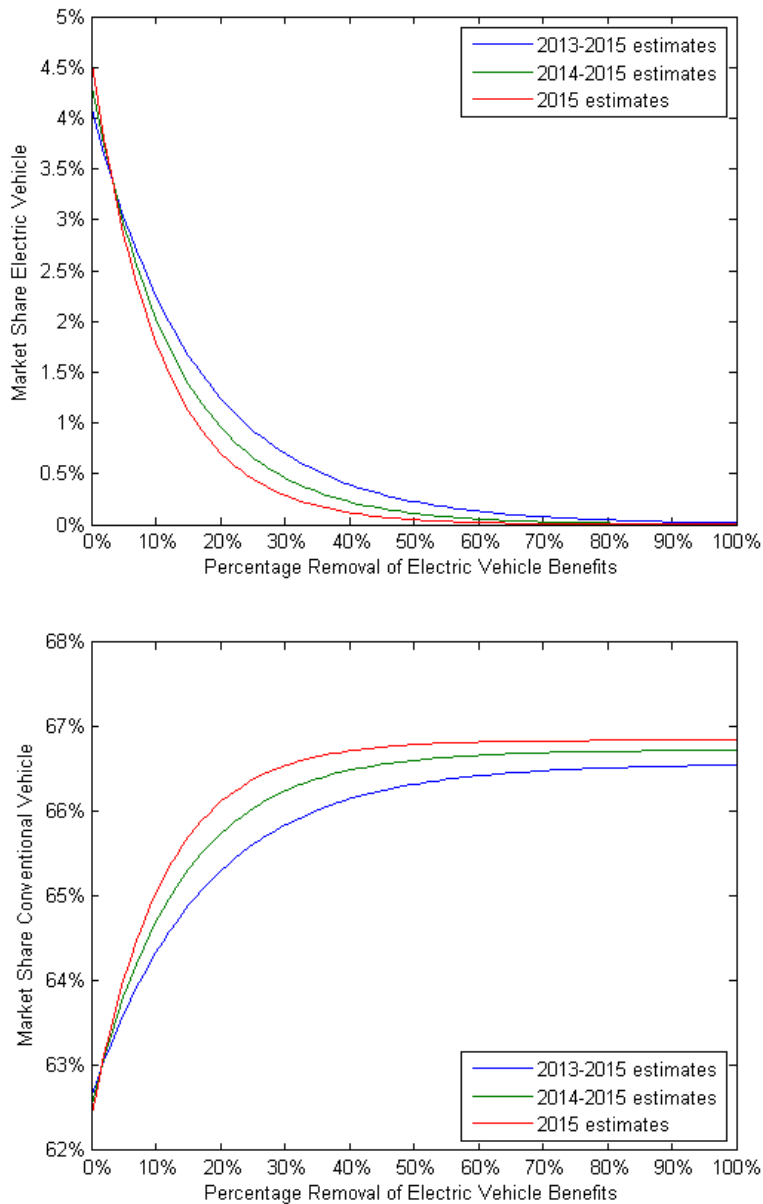 5%
4.5%
4%
3.5%
3%
2.5%
2%
1.5%
1%
0.5%
0%
Market Share Electric Vehicle
2013-2015 estimates
2014-2015 estimates
2015 estimates
0% 10% 20% 30% 40% 50% 60% 70% 80% 90% 100%
Percentage Removal of Electric Vehicle Benefits
68%
67%
66%
65%
64%
63%
62%
Market Share Conventional Vehicle
2013-2015 estimates
2014-2015 estimates
2015 estimates
0% 10% 20% 30% 40% 50% 60% 70% 80% 90% 100%
Percentage Removal of Electric Vehicle Benefits